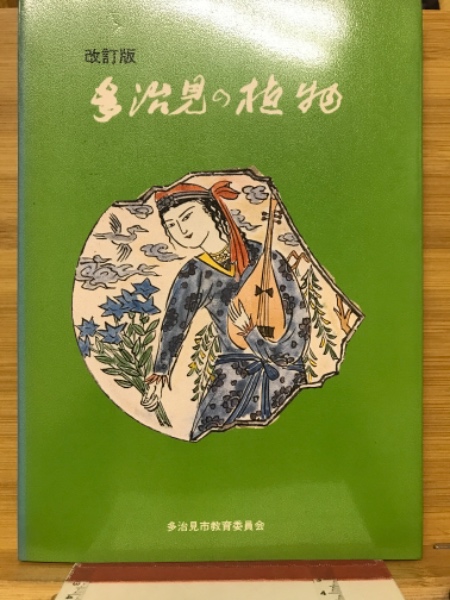 改訂版
多治見の植物
多治見市教育委員会